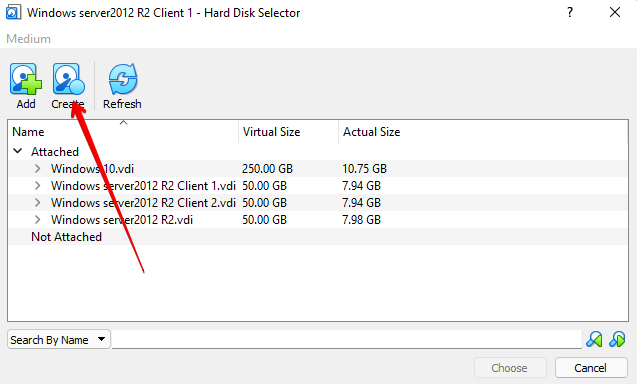 Windows server2012 R2 Client 1 - Hard Disk Selector
Medium
Add Create Refresh
Name Virtual Size Actual Size
Attached
Windows 10.vdi 250.00 GB 10.75 GB
Windows server2012 R2 Client 1.vdi 50.00 GB 7.94 GB
Windows server2012 R2 Client 2.vdi 50.00 GB 7.94 GB
Windows server2012 R2.vdi 50.00 GB 7.98 GB
Not Attached
Search By Name
Choose Cancel